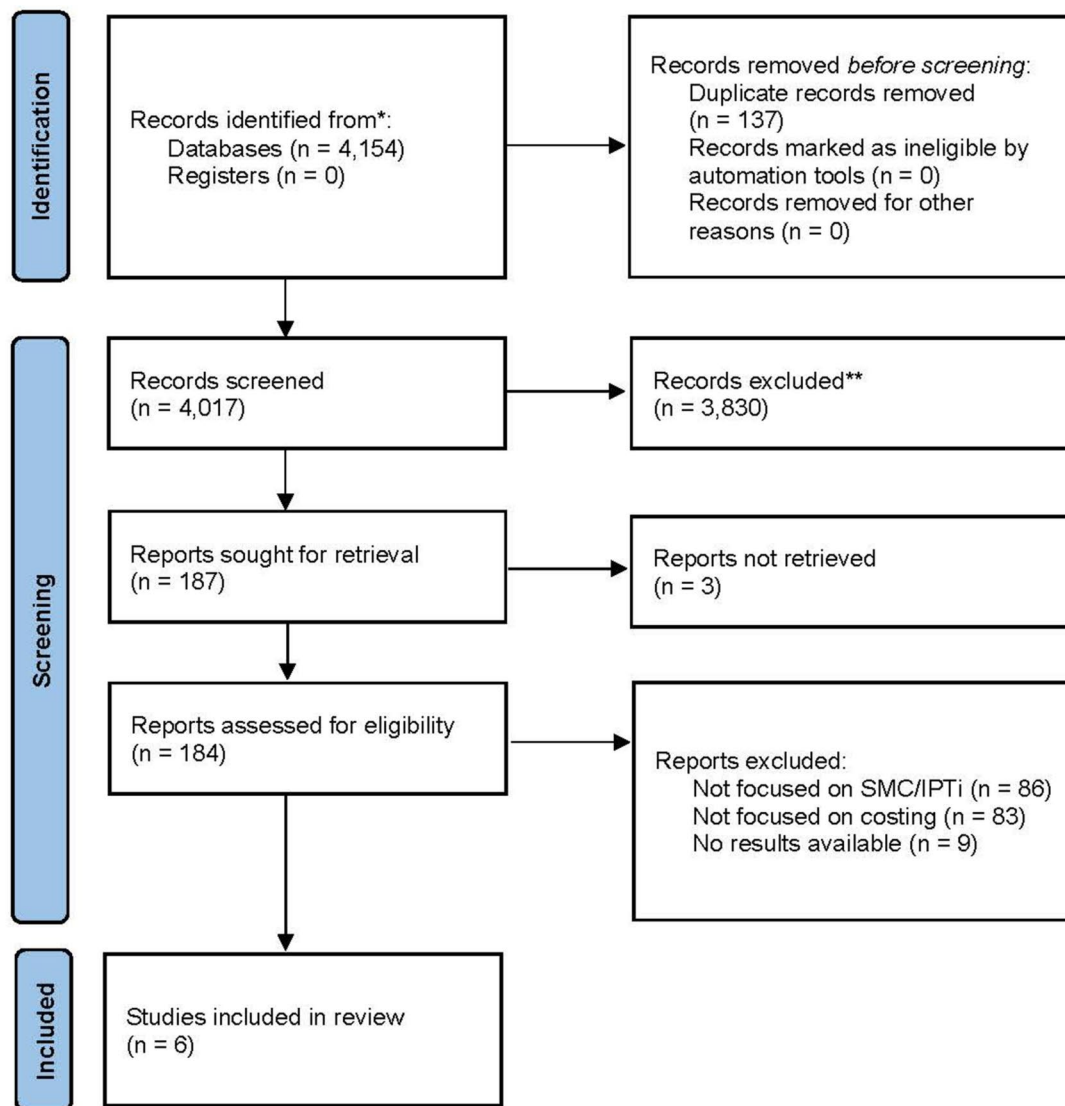 Identification
Records identified from*:
Databases (n = 4,154)
Registers (n = 0)
Records removed before screening:
Duplicate records removed
(n = 137)
Records marked as ineligible by
automation tools (n = 0)
Records removed for other
reasons (n = 0)
Screening
Records screened
(n = 4,017)
Records excluded**
(n = 3,830)
Reports sought for retrieval
(n = 187)
Reports not retrieved
(n = 3)
Reports assessed for eligibility
(n = 184)
Reports excluded:
Not focused on SMC/IPTi (n = 86)
Not focused on costing (n = 83)
No results available (n = 9)
Included
Studies included in review
(n = 6)